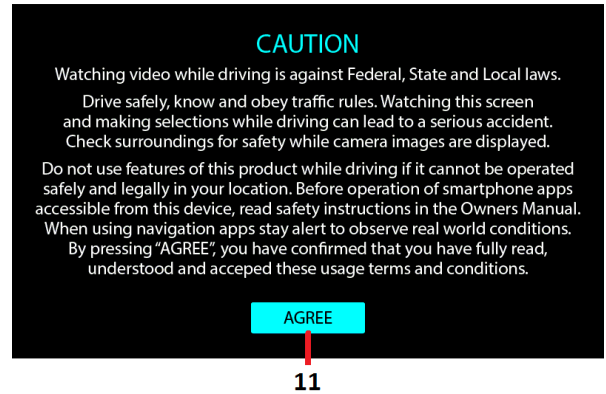 CAUTION
Watching video while driving is against Federal, State and Local laws.
Drive safely, know and obey traffic rules. Watching this screen
and making selections while driving can lead to a serious accident.
Check surroundings for safety while camera images are displayed.
Do not use features of this product while driving if it cannot be operated
safely and legally in your location. Before operation of smartphone apps
accessible from this device, read safety instructions in the Owners Manual.
When using navigation apps stay alert to observe real world conditions.
By pressing “AGREE”, you have confirmed that you have fully read,
understood and acceped these usage terms and conditions.
AGREE
11